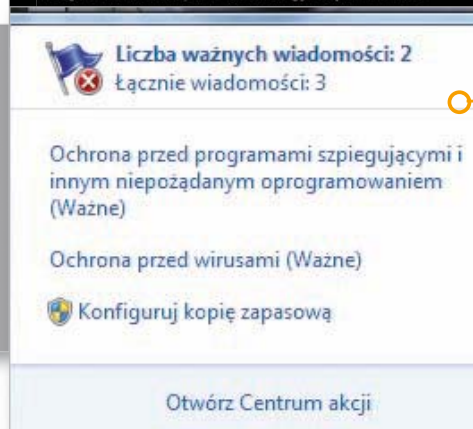 Liczba ważnych wiadomości: 2
Łącznie wiadomości: 3
Ochrona przed programami szpiegującymi i
innym niepożądanym oprogramowaniem
(Ważne)
Ochrona przed wirusami (Ważne)
Konfiguruj kopię zapasową
Otwórz Centrum akcji